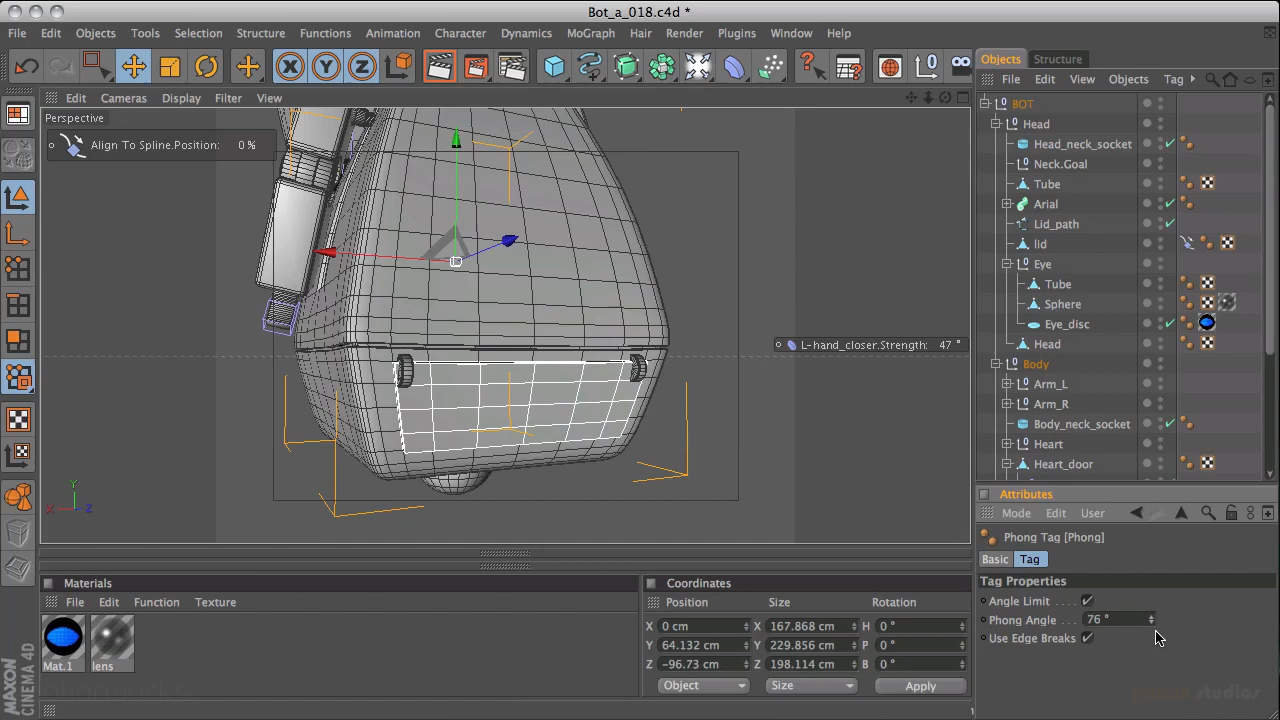 Bot_a_018.c4d *
File Edit Objects Tools Selection Structure Functions Animation Character Dynamics MoGraph Hair Render Plugins Window Help
Edit Cameras Display Filter View
Perspective
Align To Spline.Position: 0 %
L-hand_closer.Strength: 47 °
Y
X
Z
Objects Structure
File Edit View Objects Tag
BOT
Head
Head_neck_socket
Neck.Goal
Tube
Arial
Lid_path
lid
Eye
Tube
Sphere
Eye_disc
Head
Body
Arm_L
Arm_R
Body_neck_socket
Heart
Heart_door
Attributes
Mode Edit User
Phong Tag [Phong]
Basic Tag
Tag Properties
Angle Limit . . . .
Phong Angle . . . 76 °
Use Edge Breaks
Materials
File Edit Function Texture
Mat.1 lens
Coordinates
Position Size Rotation
X 0 cm X 167.868 cm H 0 °
Y 64.132 cm Y 229.856 cm P 0 °
Z -96.73 cm Z 198.114 cm B 0 °
Object Size Apply
MAXON
CINEMA 4D